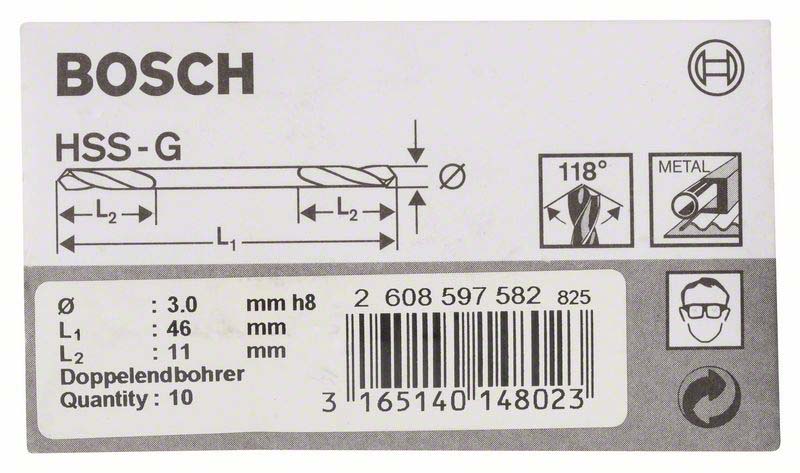 BOSCH
HSS-G
L2
L2
Ø
L1
118°
METAL
Ø : 3.0 mm h8
L1 : 46 mm
L2 : 11 mm
Doppelendbohrer
Quantity : 10
2 608 597 582 825
3 165140 148023